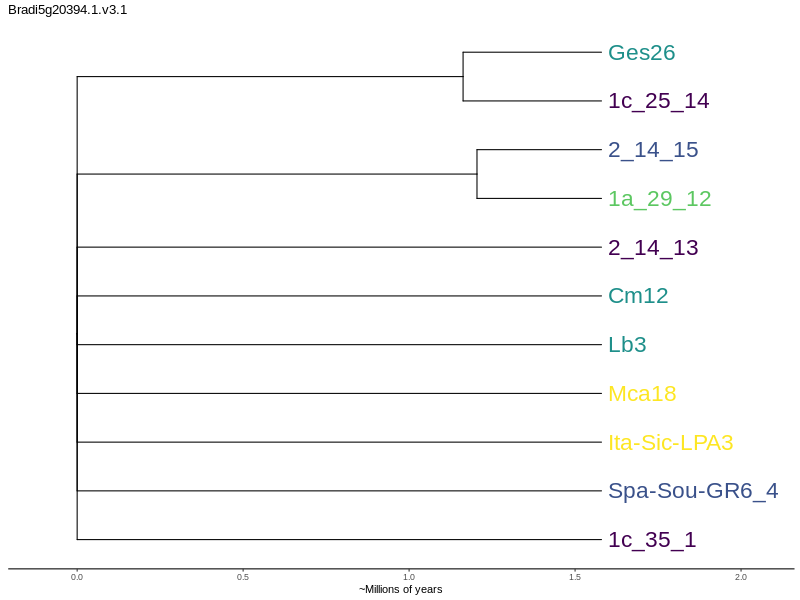 Bradi5g20394.1.v3.1
Ges26
1c_25_14
2_14_15
1a_29_12
2_14_13
Cm12
Lb3
Mca18
Ita-Sic-LPA3
Spa-Sou-GR6_4
1c_35_1
0.0 0.5 1.0 1.5 2.0
~Millions of years